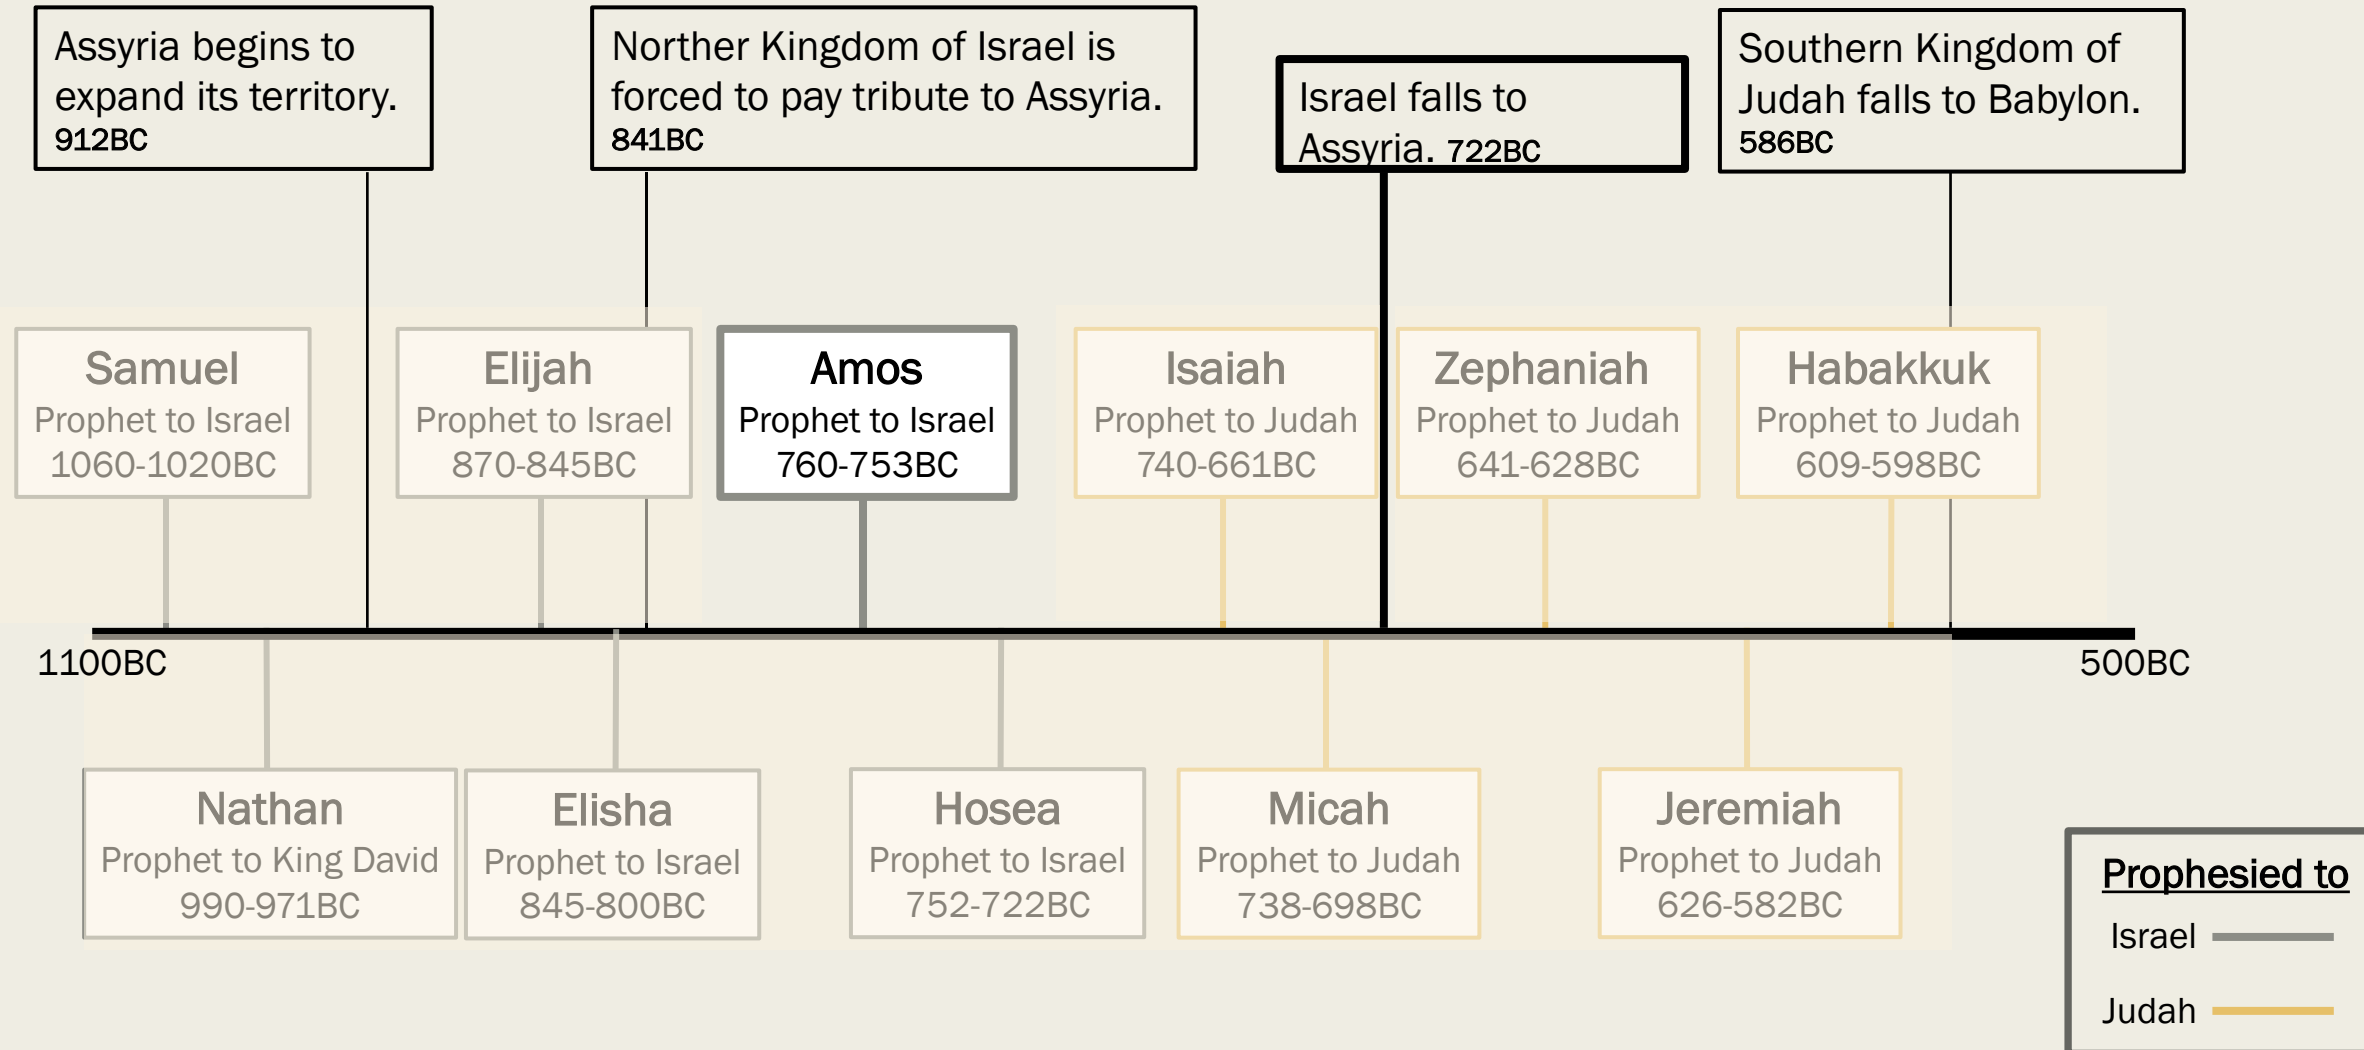 Assyria begins to
expand its territory.
912BC
Norther Kingdom of Israel is
forced to pay tribute to Assyria.
841BC
Israel falls to
Assyria. 722BC
Southern Kingdom of
Judah falls to Babylon.
586BC
Samuel
Prophet to Israel
1060-1020BC
Elijah
Prophet to Israel
870-845BC
Amos
Prophet to Israel
760-753BC
Isaiah
Prophet to Judah
740-661BC
Zephaniah
Prophet to Judah
641-628BC
Habakkuk
Prophet to Judah
609-598BC
1100BC
500BC
Nathan
Prophet to King David
990-971BC
Elisha
Prophet to Israel
845-800BC
Hosea
Prophet to Israel
752-722BC
Micah
Prophet to Judah
738-698BC
Jeremiah
Prophet to Judah
626-582BC
Prophesied to
Israel
Judah